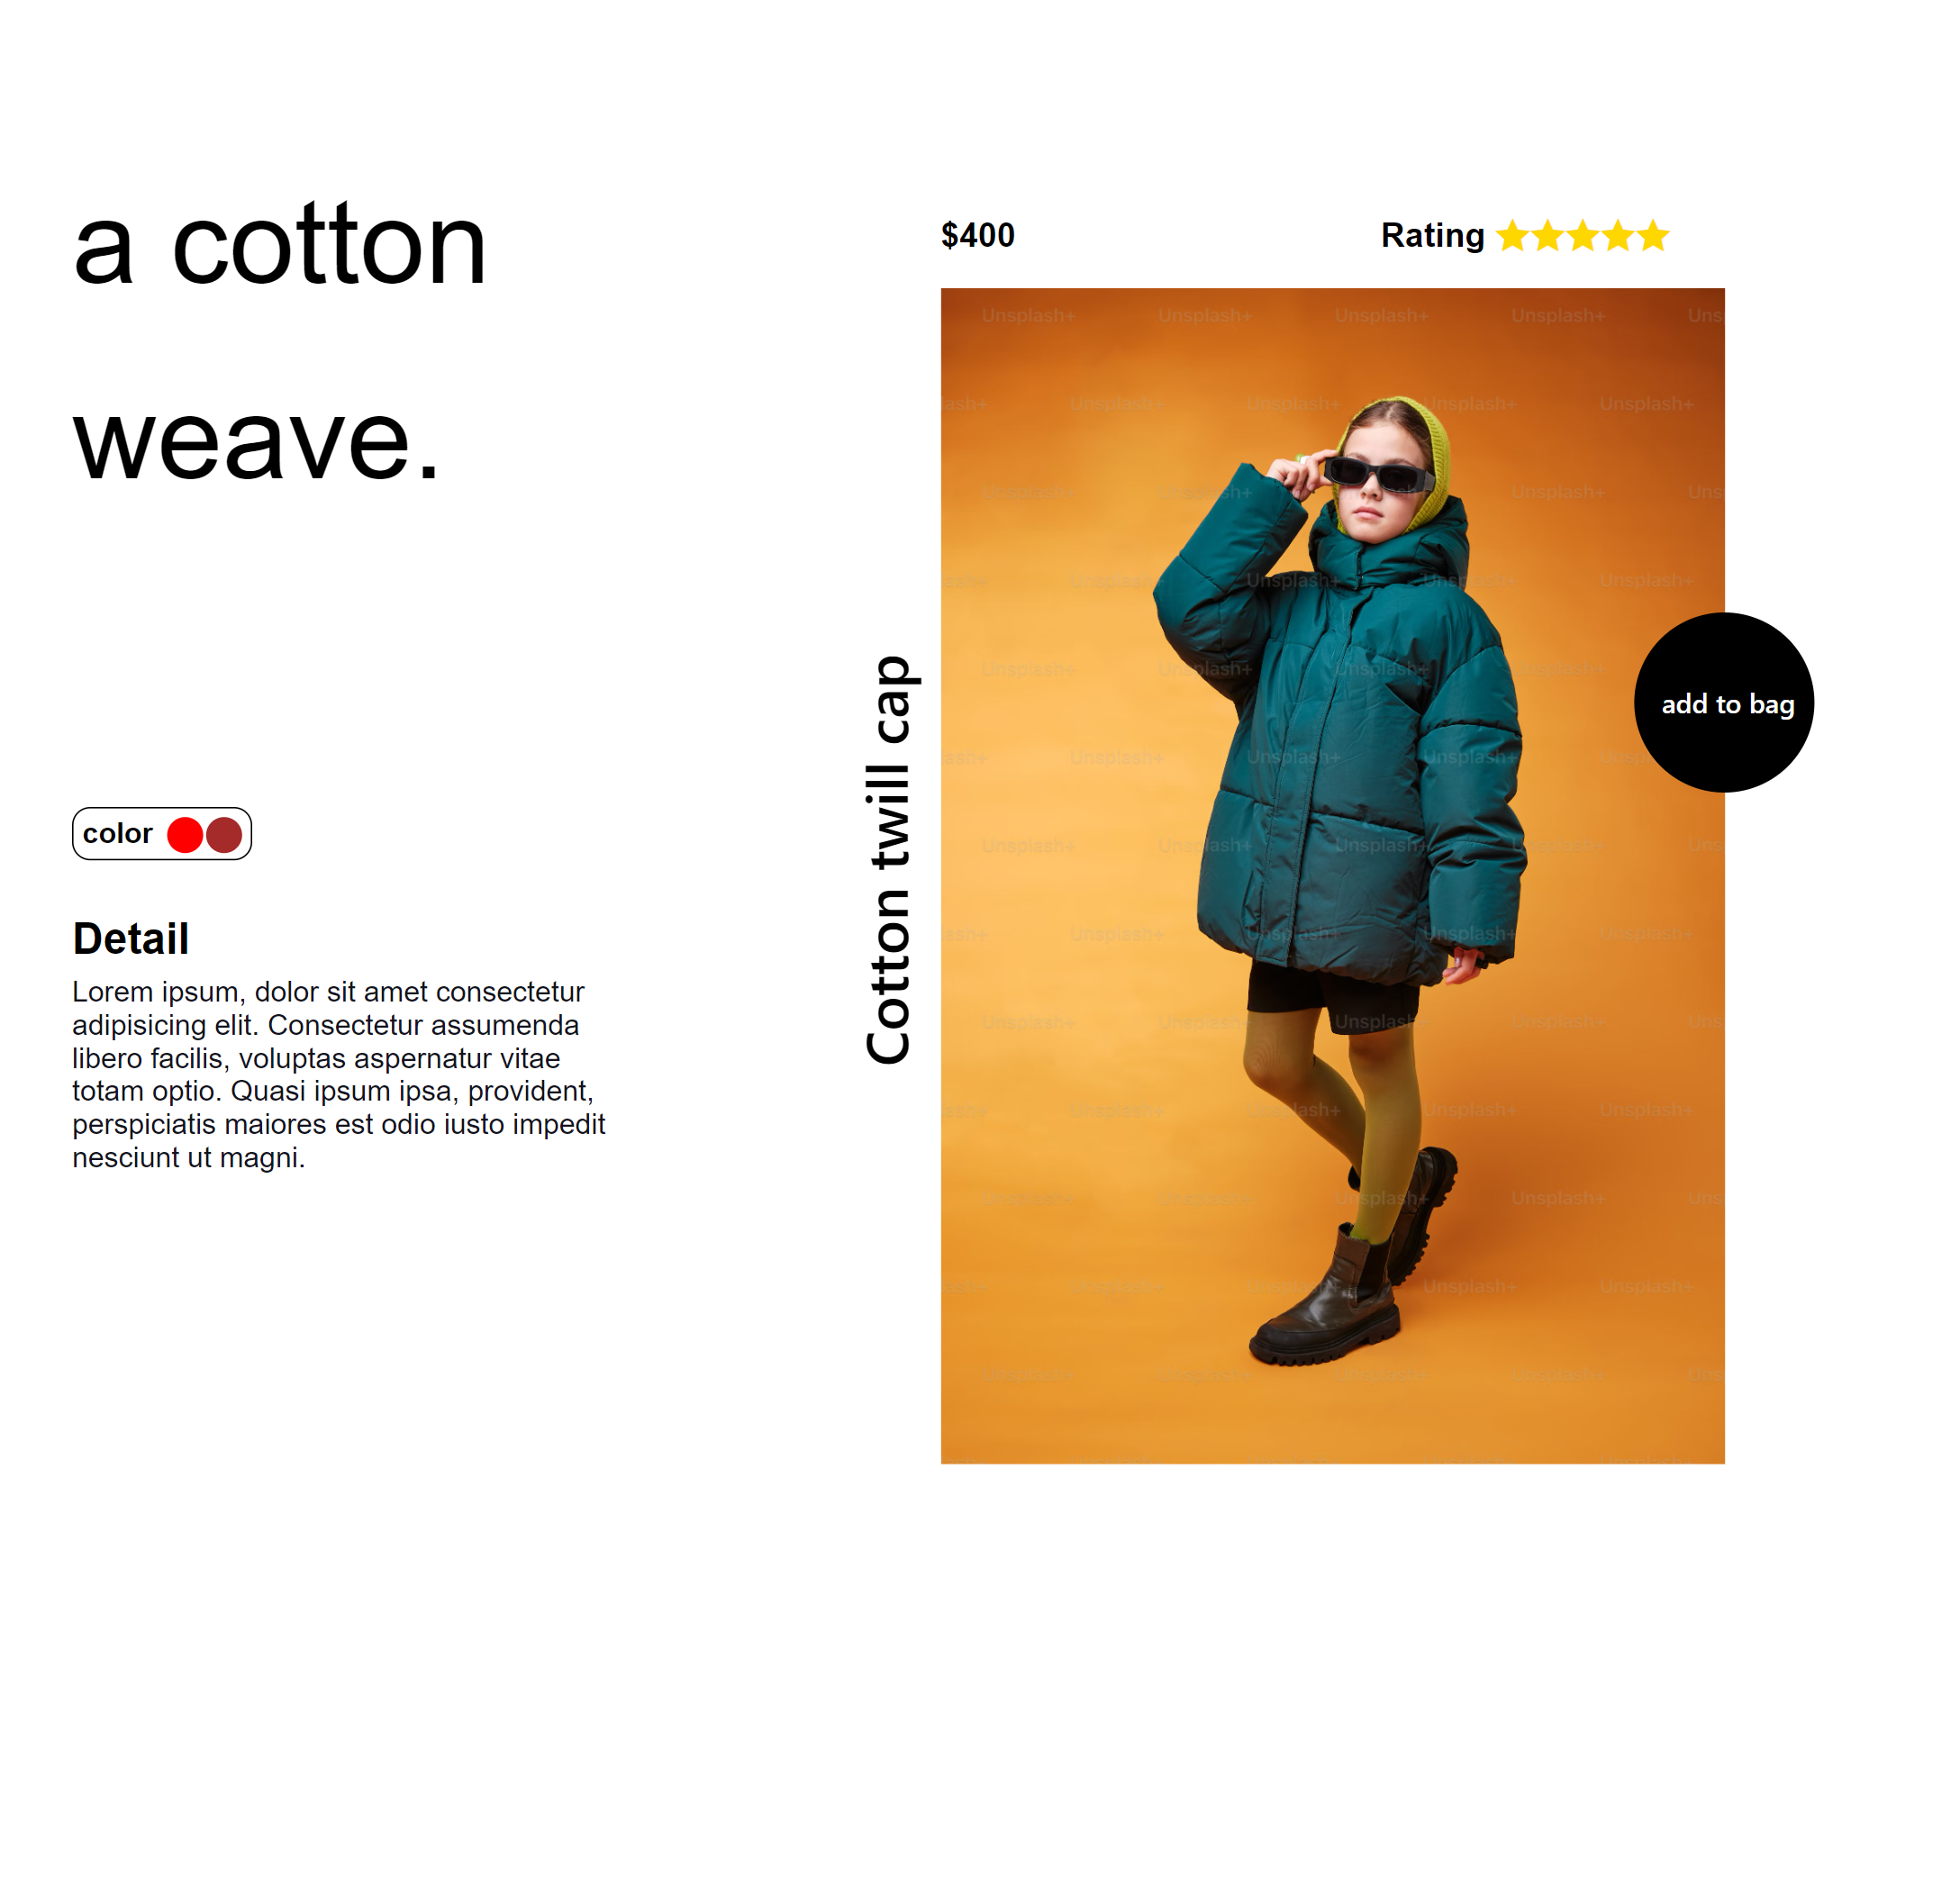 a cotton
weave.
color
Detail
Lorem ipsum, dolor sit amet consectetur
adipisicing elit. Consectetur assumenda
libero facilis, voluptas aspernatur vitae
totam optio. Quasi ipsum ipsa, provident,
perspiciatis maiores est odio iusto impedit
nesciunt ut magni.
Cotton twill cap
$400
Rating
add to bag
Unsplash+